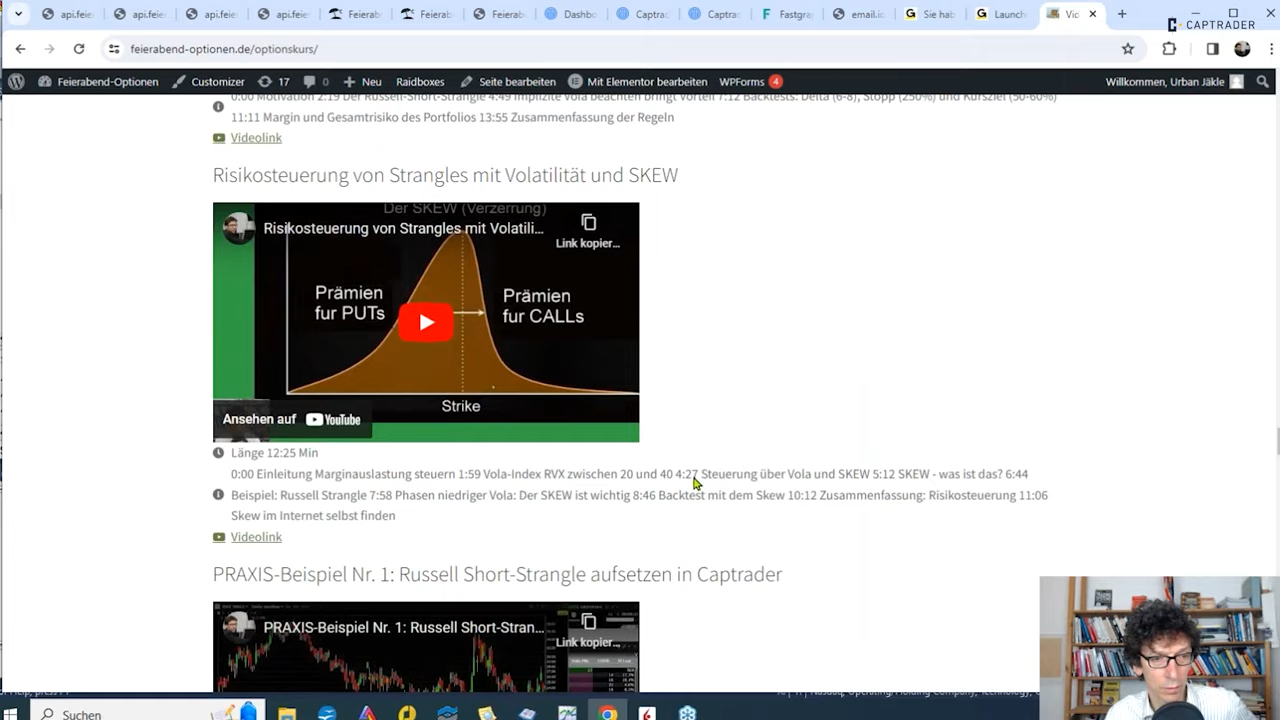 api.feie
api.feier
api.feie
api.feie
Feierab
Feierab
Feierab
Dashbo
Captrac
Captrac
Fastgra
email.io
Sie hab
Launch
Vid
CAPTRADER
feierabend-optionen.de/optionskurs/
Feierabend-Optionen
Customizer
17
0
Neu
Raidboxes
Seite bearbeiten
Mit Elementor bearbeiten
WPForms 4
Willkommen, Urban Jäkle
0:00 Motivation 2:19 Der Russell-Short-Strangle 4:49 Implizite Vola beachten bringt Vorteil 7:12 Backtests: Delta (6-8), Stopp (250%) und Kursziel (50-60%)
11:11 Margin und Gesamtrisiko des Portfolios 13:55 Zusammenfassung der Regeln
Videolink
Risikosteuerung von Strangles mit Volatilität und SKEW
Der SKEW (Verzerrung)
Risikosteuerung von Strangles mit Volatili...
Link kopier...
Prämien
fur PUTs
Prämien
fur CALLs
Strike
Ansehen auf YouTube
Länge 12:25 Min
0:00 Einleitung Marginauslastung steuern 1:59 Vola-Index RVX zwischen 20 und 40 4:27 Steuerung über Vola und SKEW 5:12 SKEW - was ist das? 6:44
Beispiel: Russell Strangle 7:58 Phasen niedriger Vola: Der SKEW ist wichtig 8:46 Backtest mit dem Skew 10:12 Zusammenfassung: Risikosteuerung 11:06
Skew im Internet selbst finden
Videolink
PRAXIS-Beispiel Nr. 1: Russell Short-Strangle aufsetzen in Captrader
PRAXIS-Beispiel Nr. 1: Russell Short-Stran...
Link kopier...
Suchen